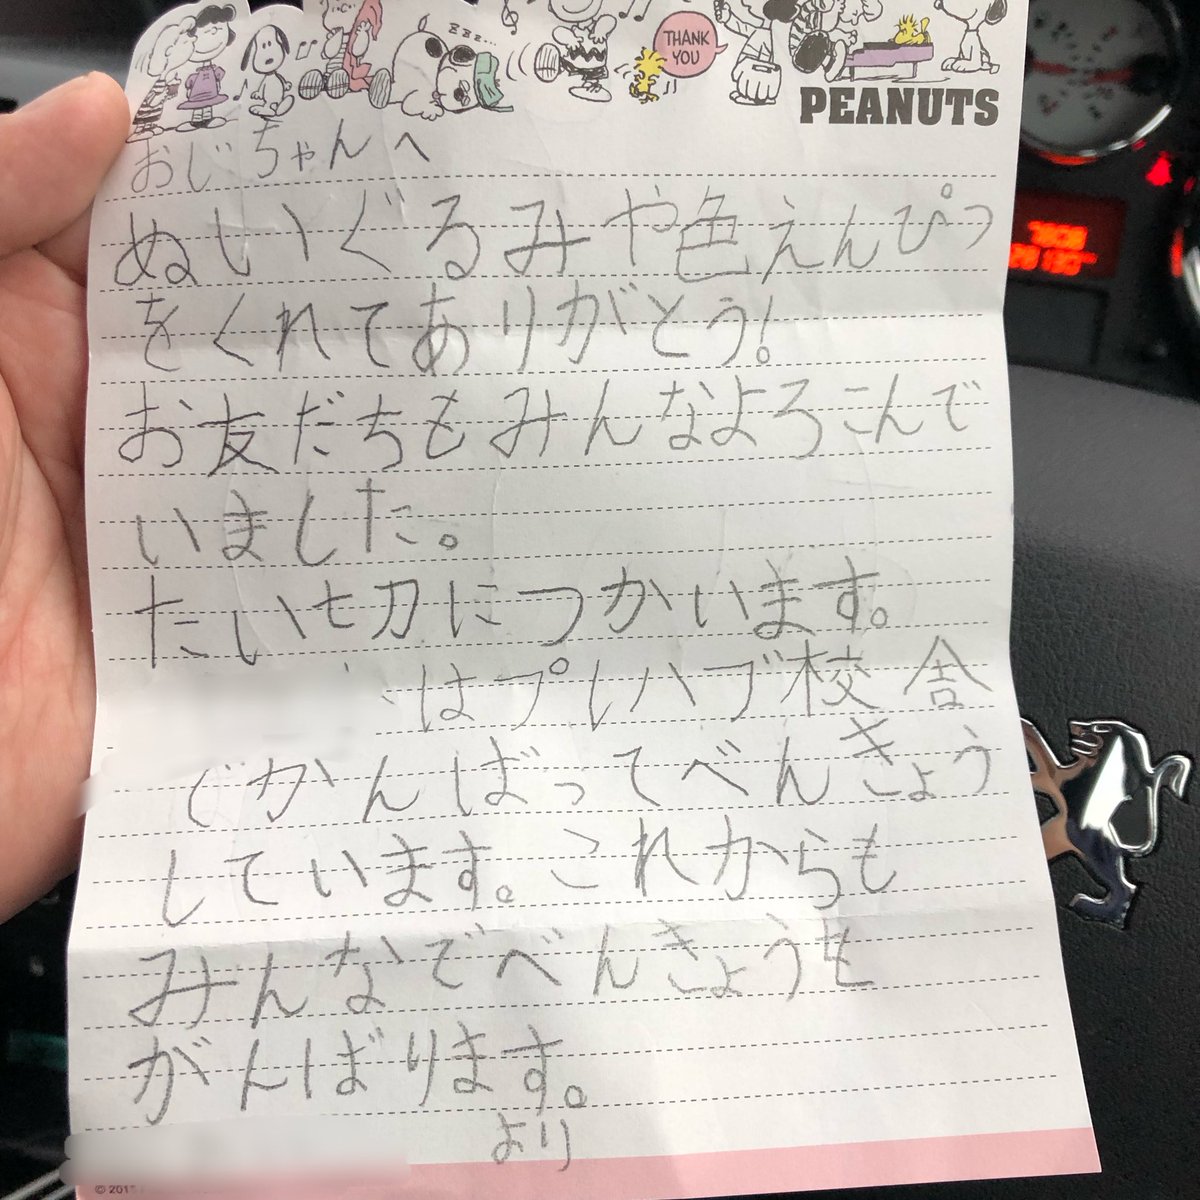 THANK
YOU
PEANUTS
おじちゃんへ
ぬいぐるみや色えんぴつ
をくれてありがとう!
お友だちもみんなよろこんで
いました。
たい切につかいます。
はプレハブ校舎
でかんばってべんきょう
しています。これからも
みんなでべんきょうも
がんばります。
より